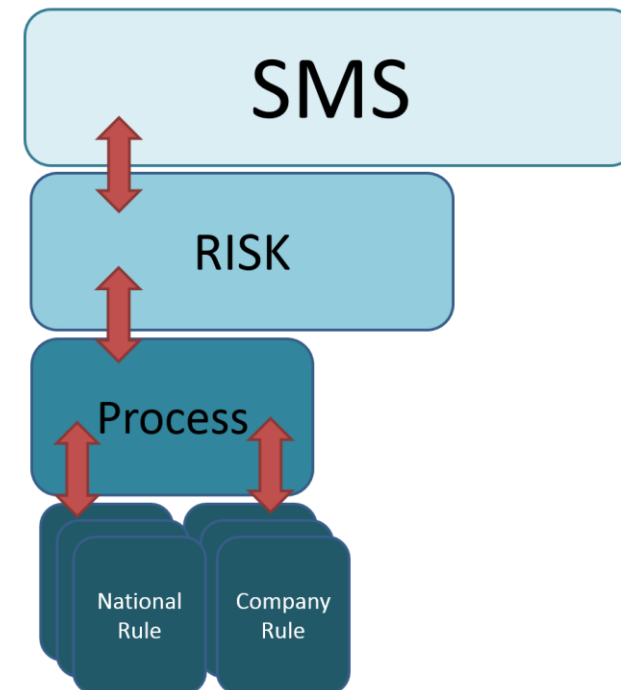 SMS
RISK
Process
National
Rule
Company
Rule